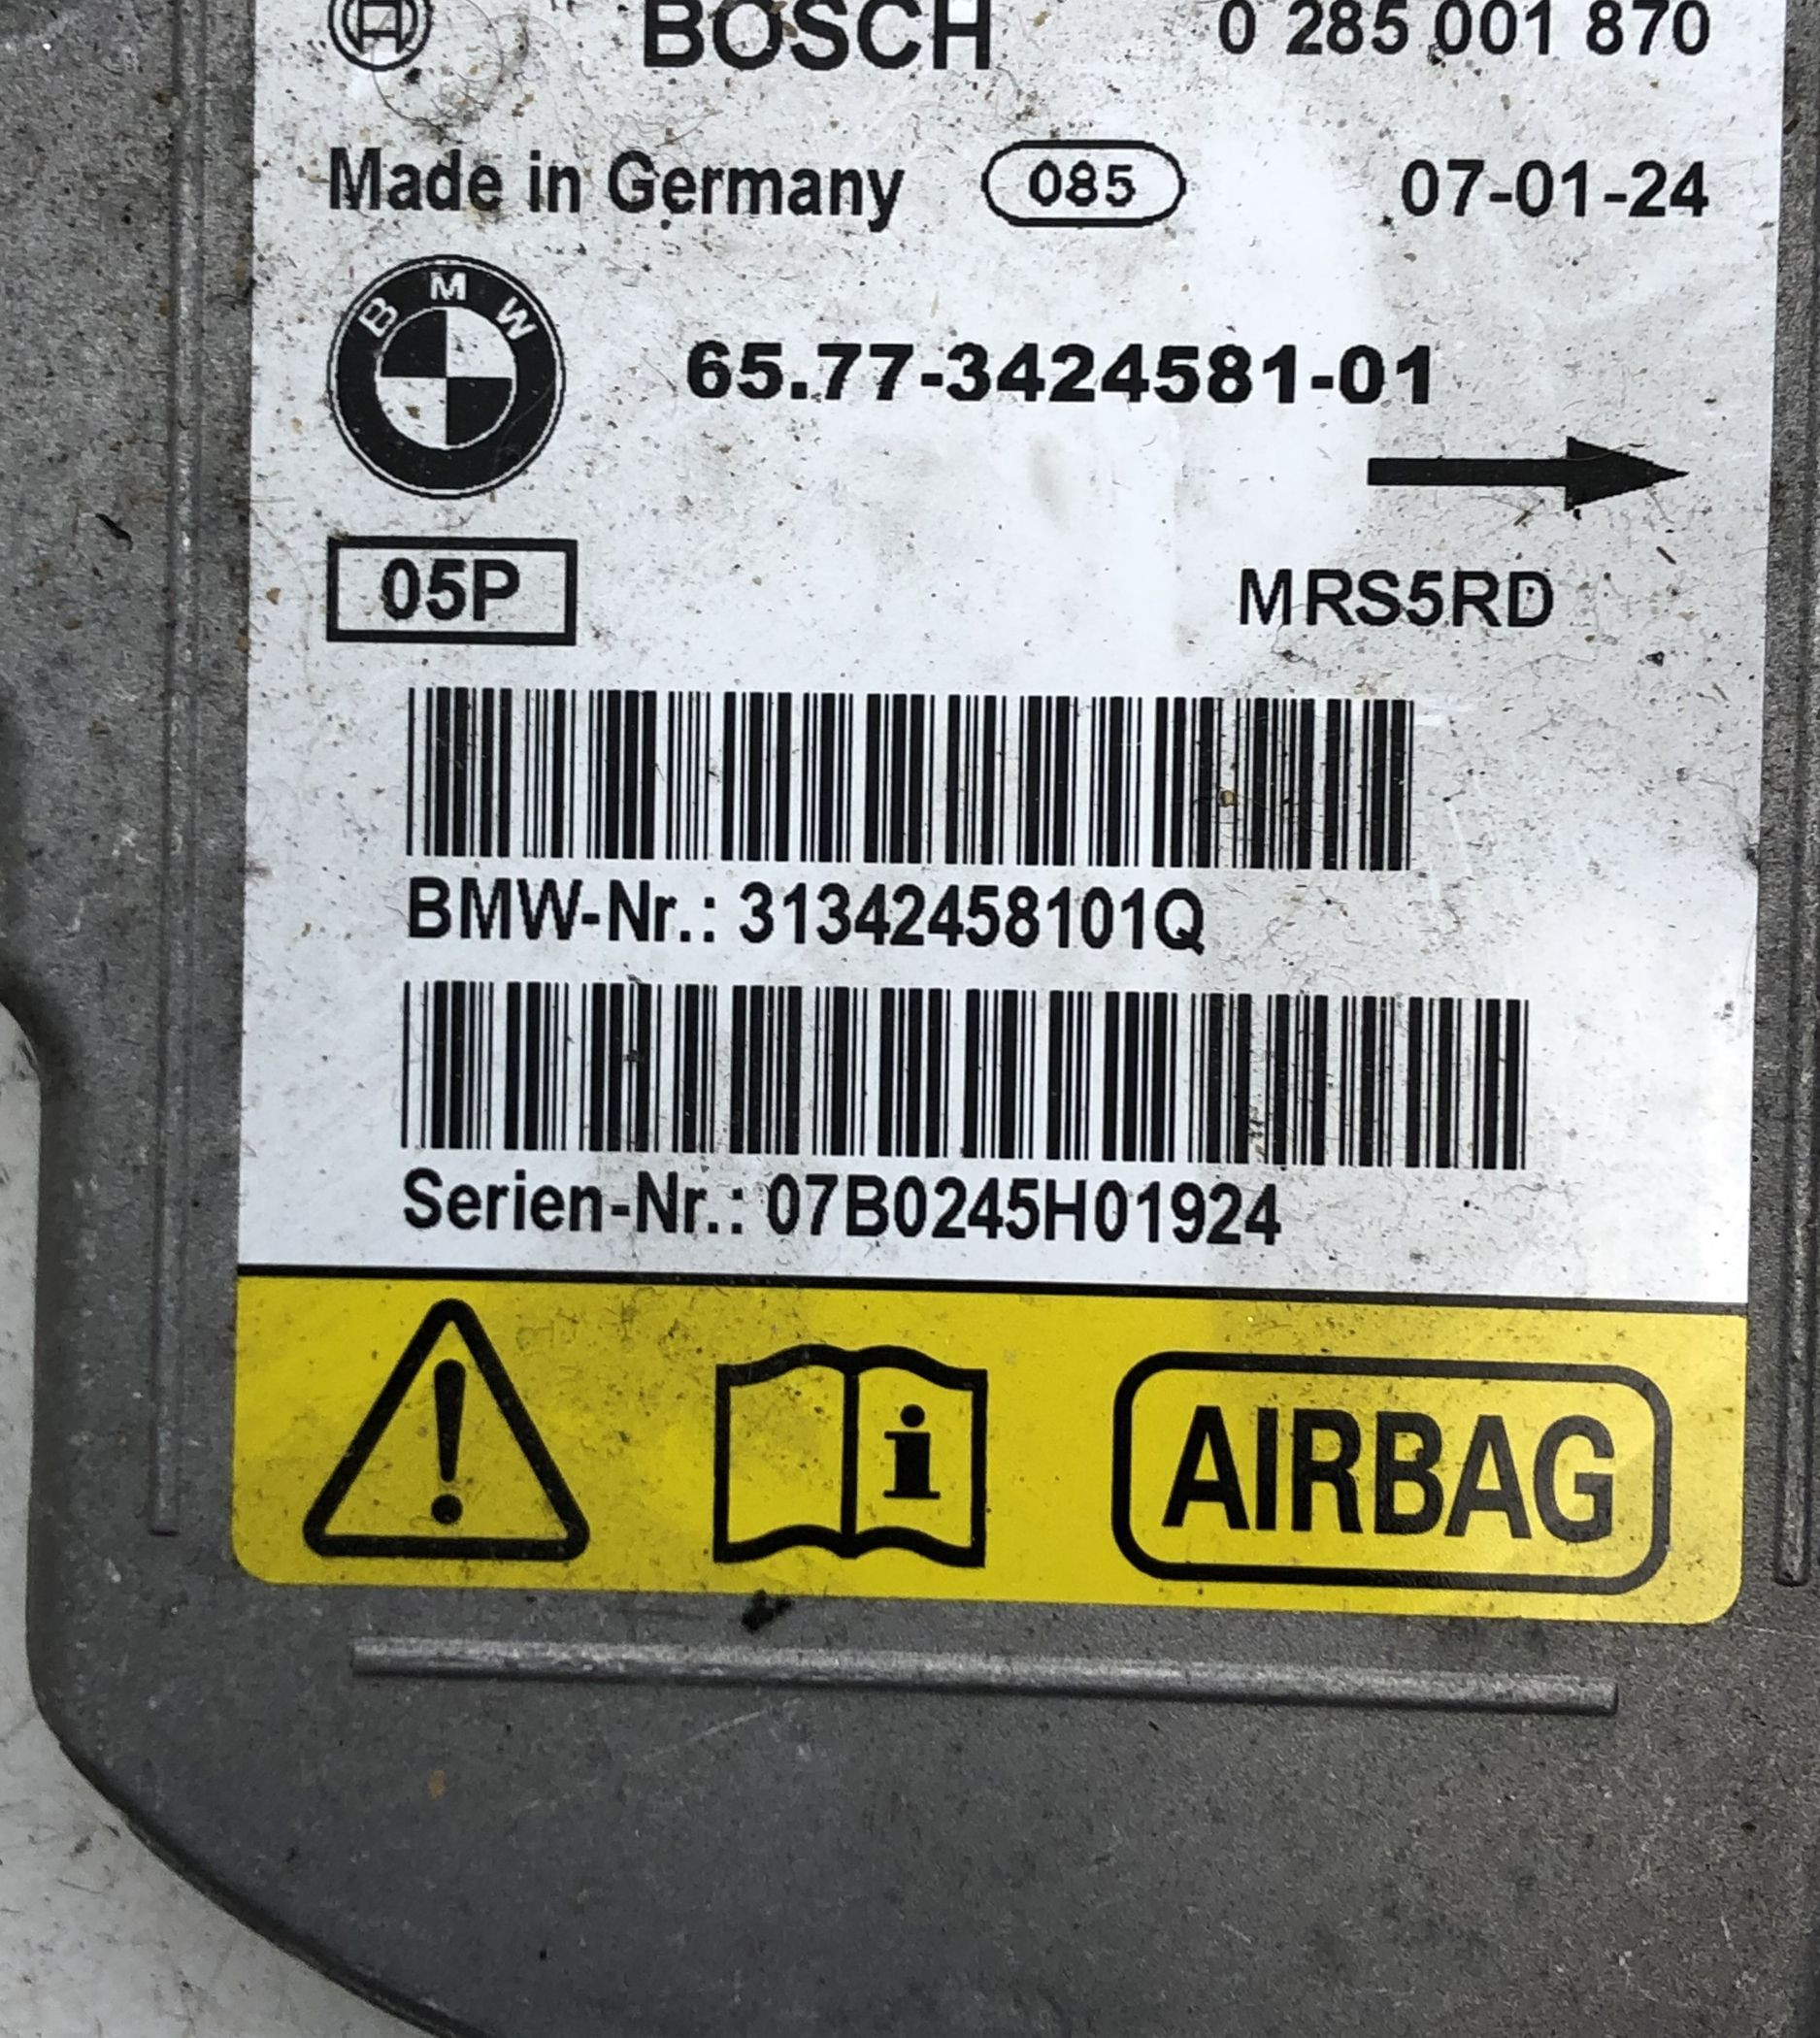 BOSCH 0 285 001 870
Made in Germany 085 07-01-24
BMW
65.77-3424581-01
05P MRS5RD
BMW-Nr.: 31342458101Q
Serien-Nr.: 07B0245H01924
i AIRBAG